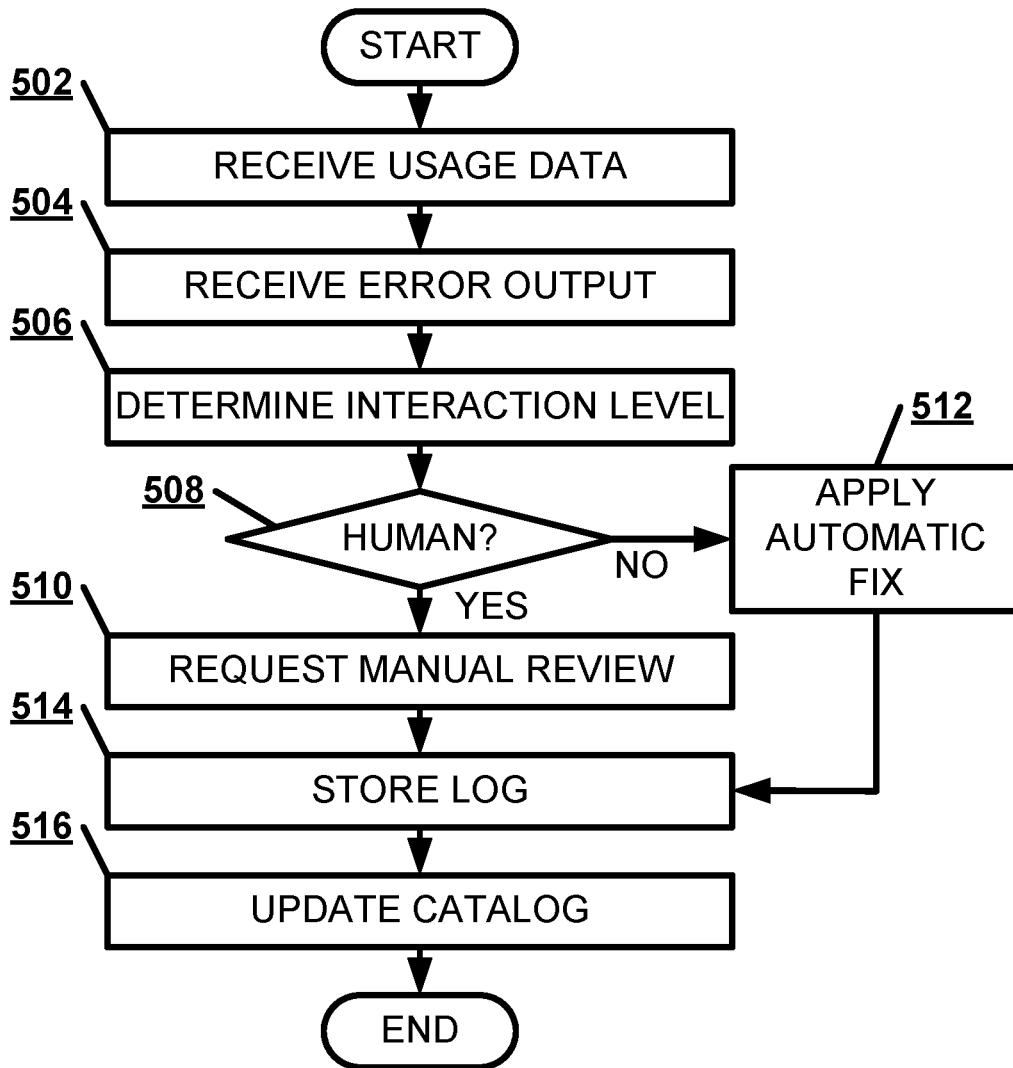 START
502
RECEIVE USAGE DATA
504
RECEIVE ERROR OUTPUT
506
DETERMINE INTERACTION LEVEL
508
HUMAN?
NO
512
APPLY
AUTOMATIC
FIX
YES
510
REQUEST MANUAL REVIEW
514
STORE LOG
516
UPDATE CATALOG
END